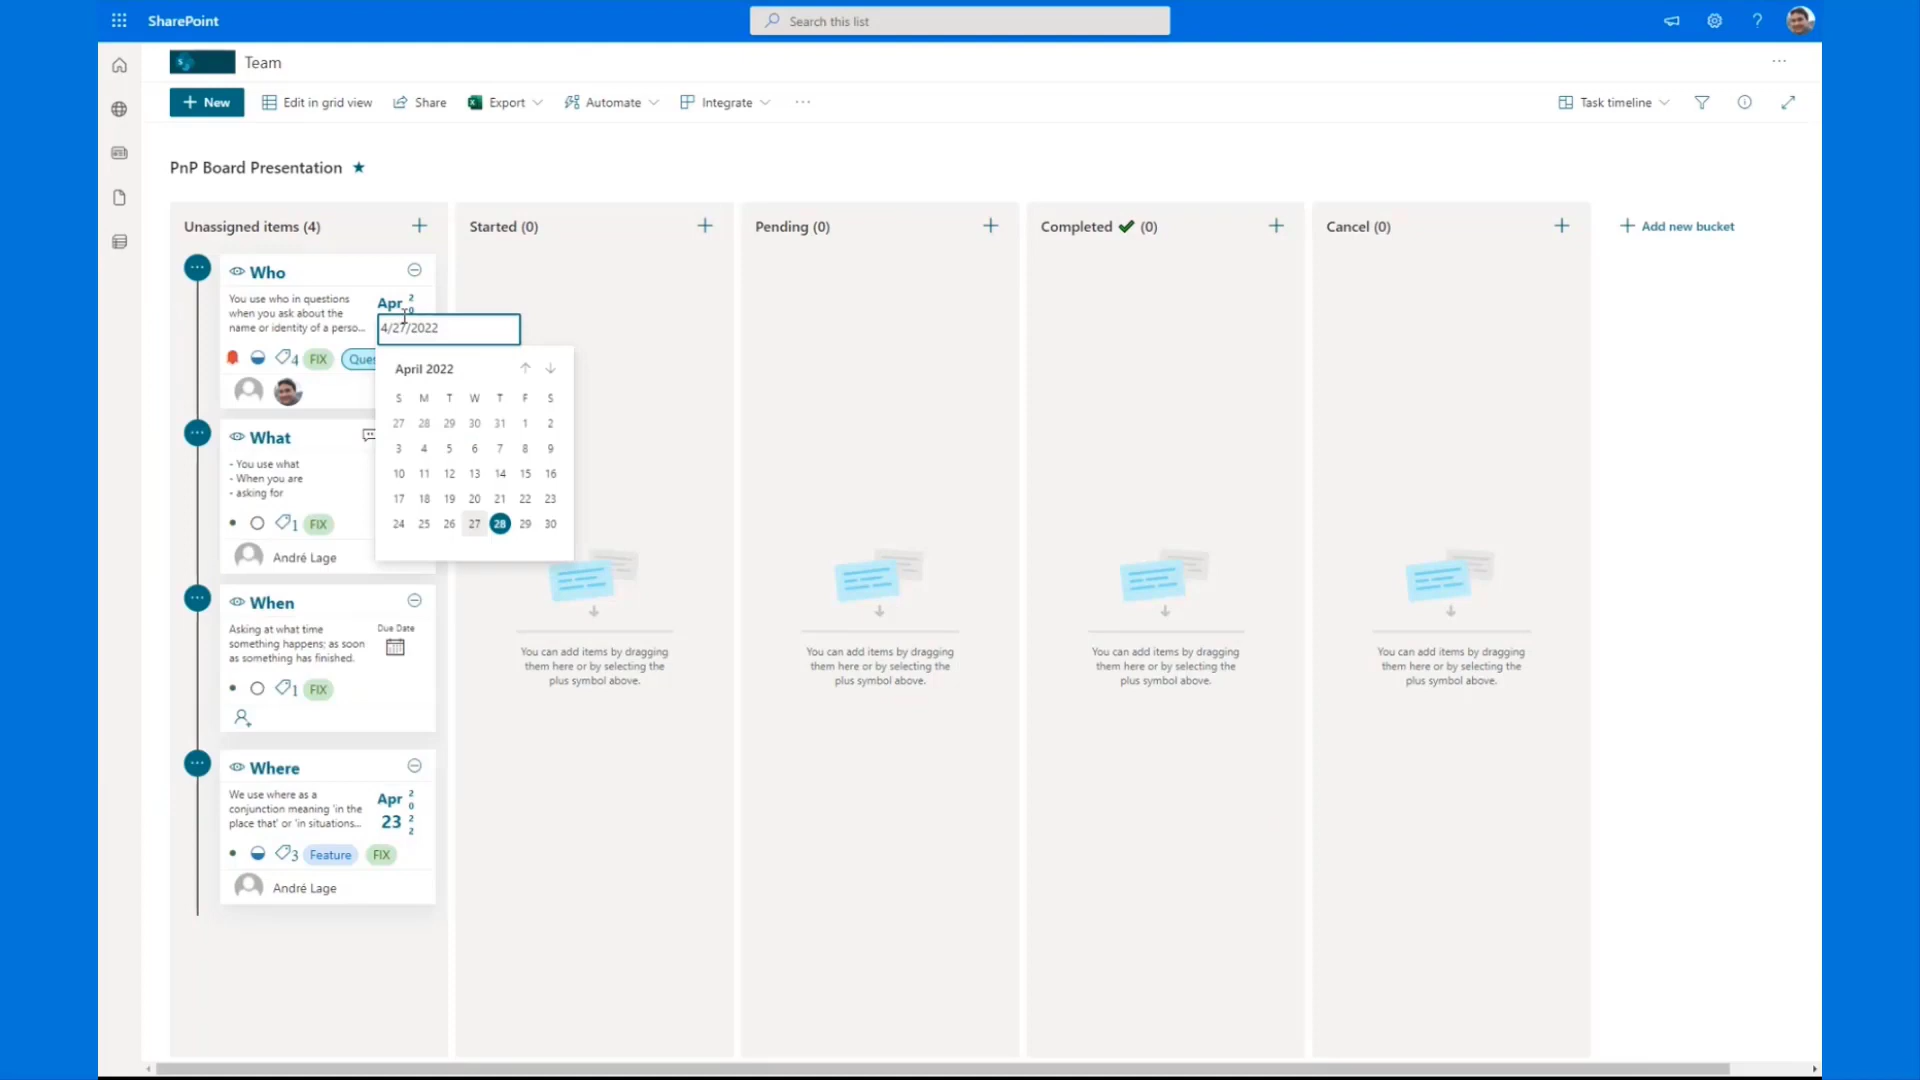 SharePoint
Search this list
?
Team
New
Edit in grid view
Share
Export
Automate
Integrate
Task timeline
PnP Board Presentation ★
Unassigned items (4)
Who
You use who in questions
when you ask about the
name or identity of a perso...
Apr
2
0
4
FIX
4/27/2022
April 2022
S M T W T F S
27 28 29 30 31 1 2
3 4 5 6 7 8 9
10 11 12 13 14 15 16
17 18 19 20 21 22 23
24 25 26 27 28 29 30
What
- You use what
- When you are
- asking for
1
FIX
André Lage
When
Asking at what time
something happens; as soon
as something has finished.
Due Date
1
FIX
Where
We use where as a
conjunction meaning 'in the
place that' or 'in situations...
Apr
23
2
0
2
2
3
Feature
FIX
André Lage
Started (0)
You can add items by dragging
them here or by selecting the
plus symbol above.
Pending (0)
You can add items by dragging
them here or by selecting the
plus symbol above.
Completed ✔ (0)
You can add items by dragging
them here or by selecting the
plus symbol above.
Cancel (0)
You can add items by dragging
them here or by selecting the
plus symbol above.
Add new bucket